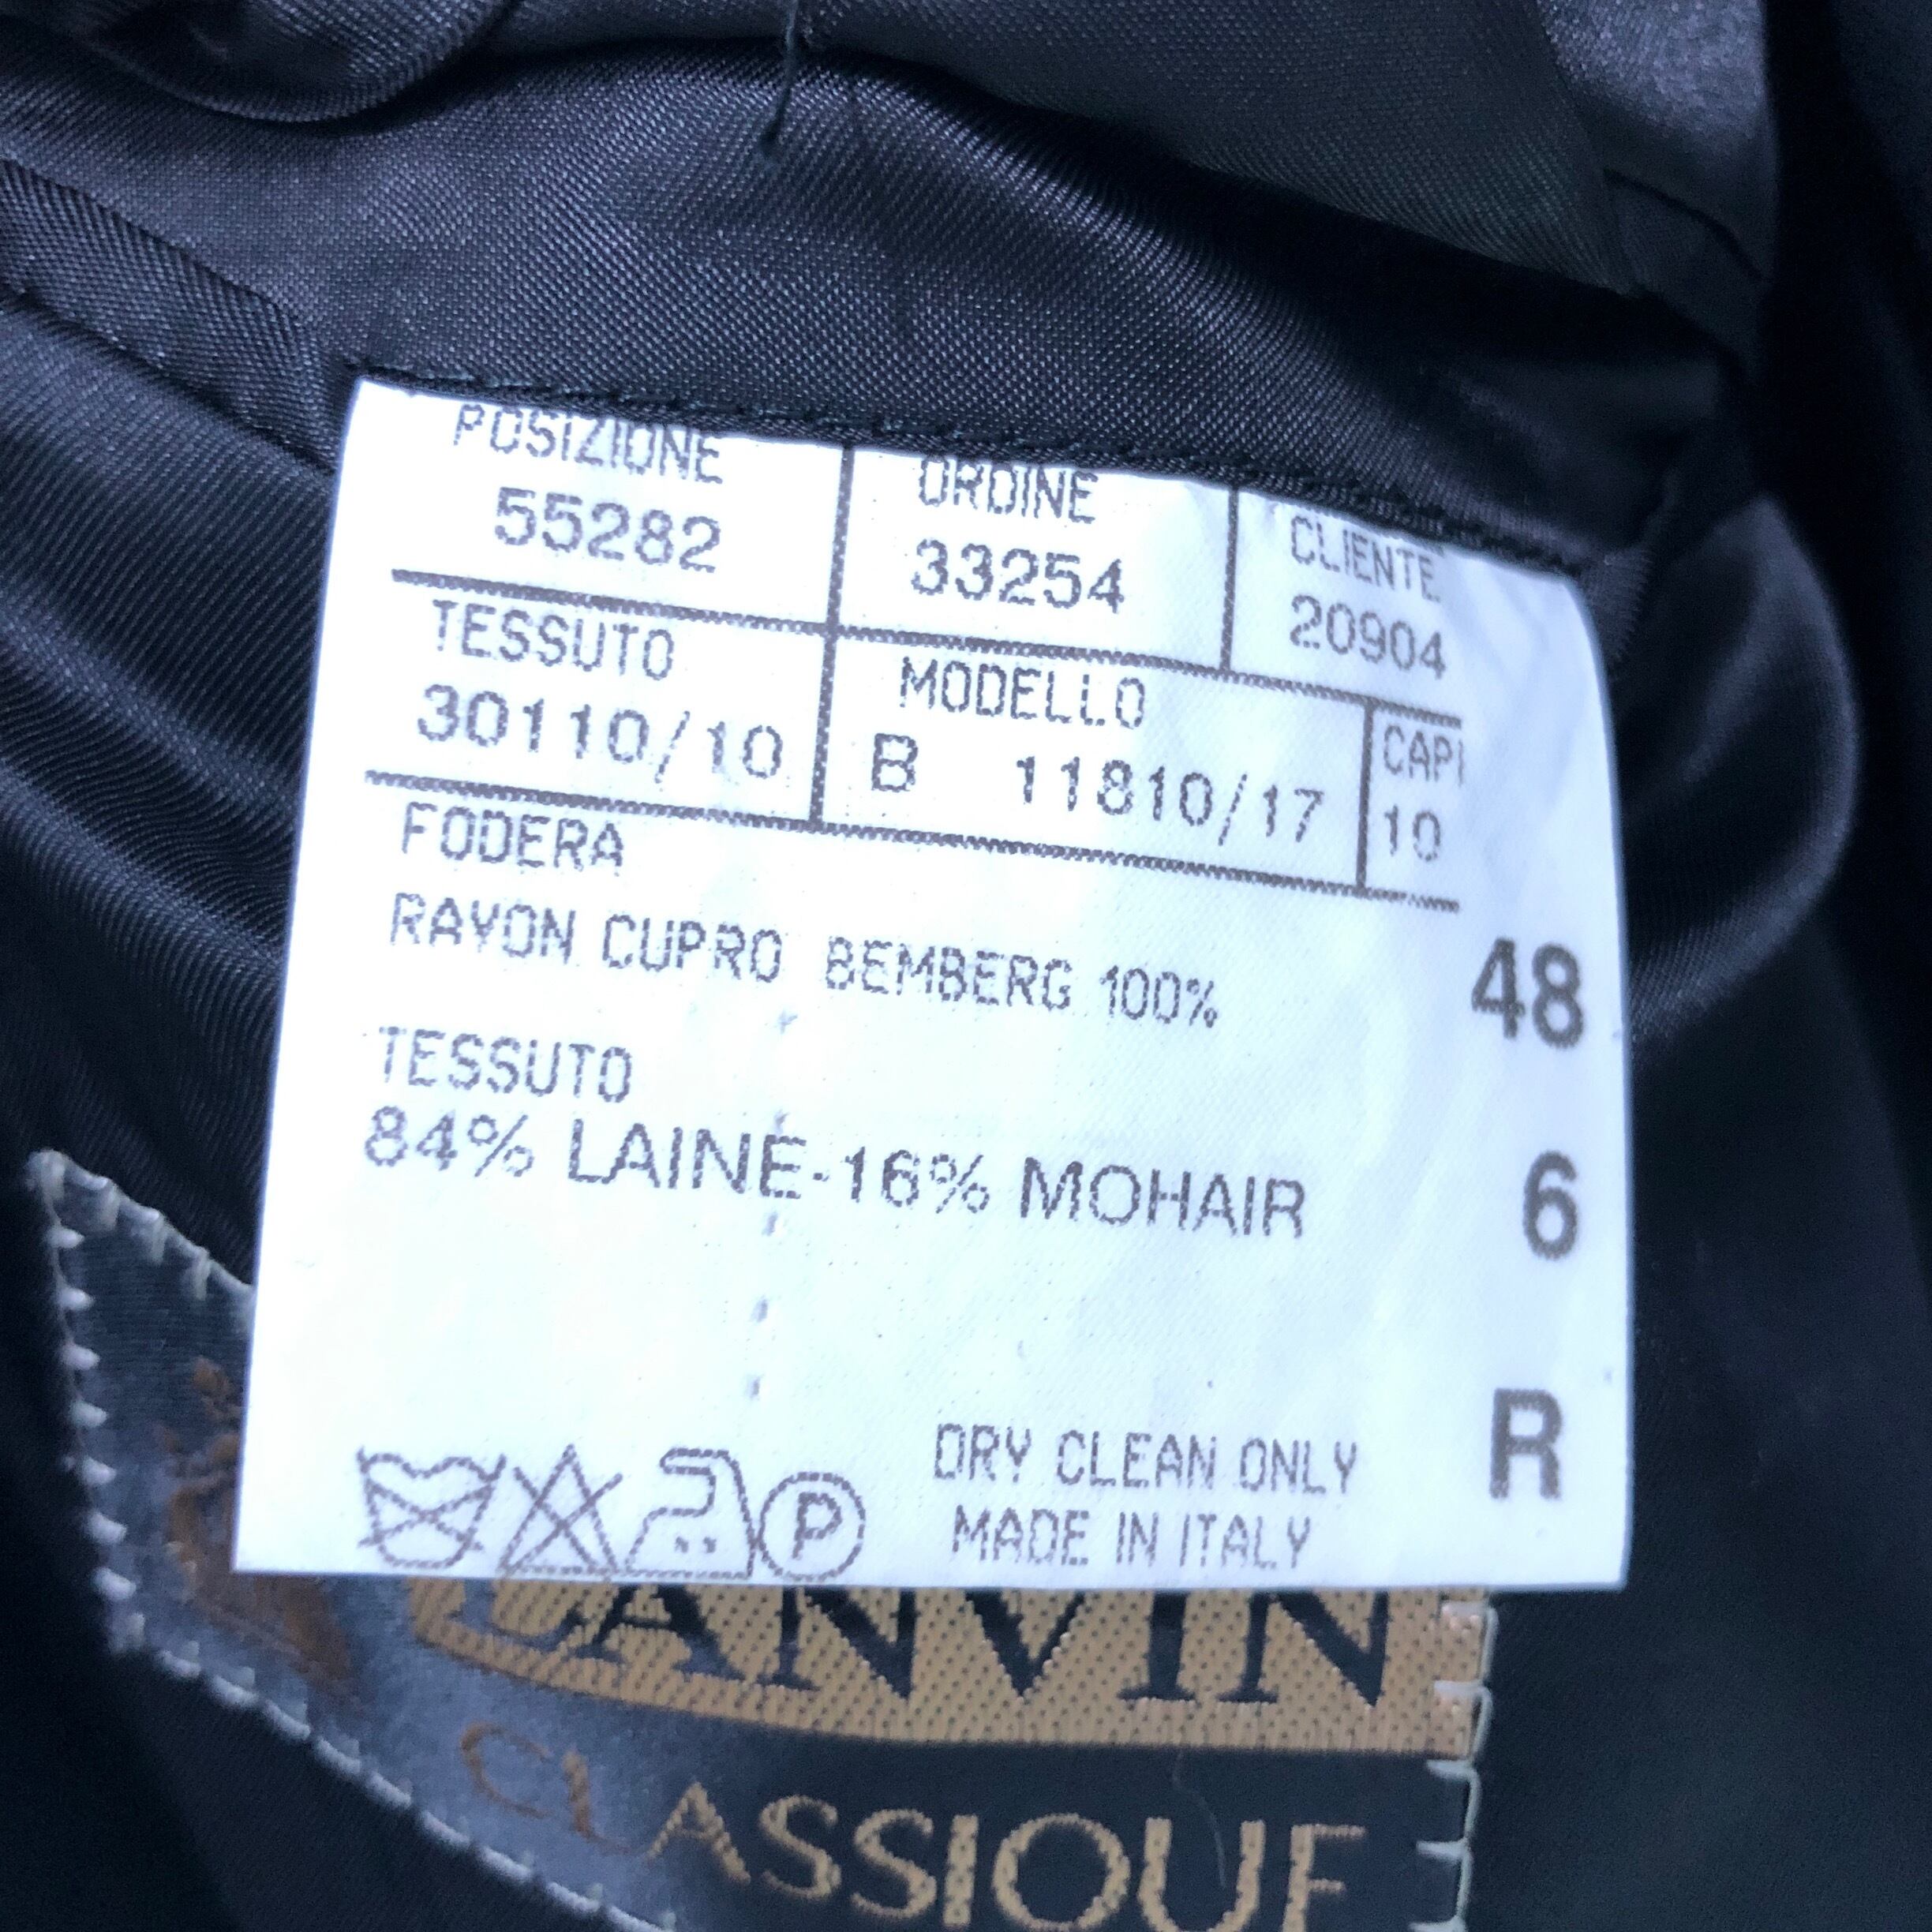 POSIZIONE ORDINE CLIENTE
55282 33254 20904
TESSUTO MODELLO CAPI
30110/10 B 11810/17 10
FODERA
RAYON CUPRO BEMBERG 100%
48
TESSUTO
84% LAINE-16% MOHAIR
6
R
P
DRY CLEAN ONLY
MADE IN ITALY
LANVIN
CLASSIQUE